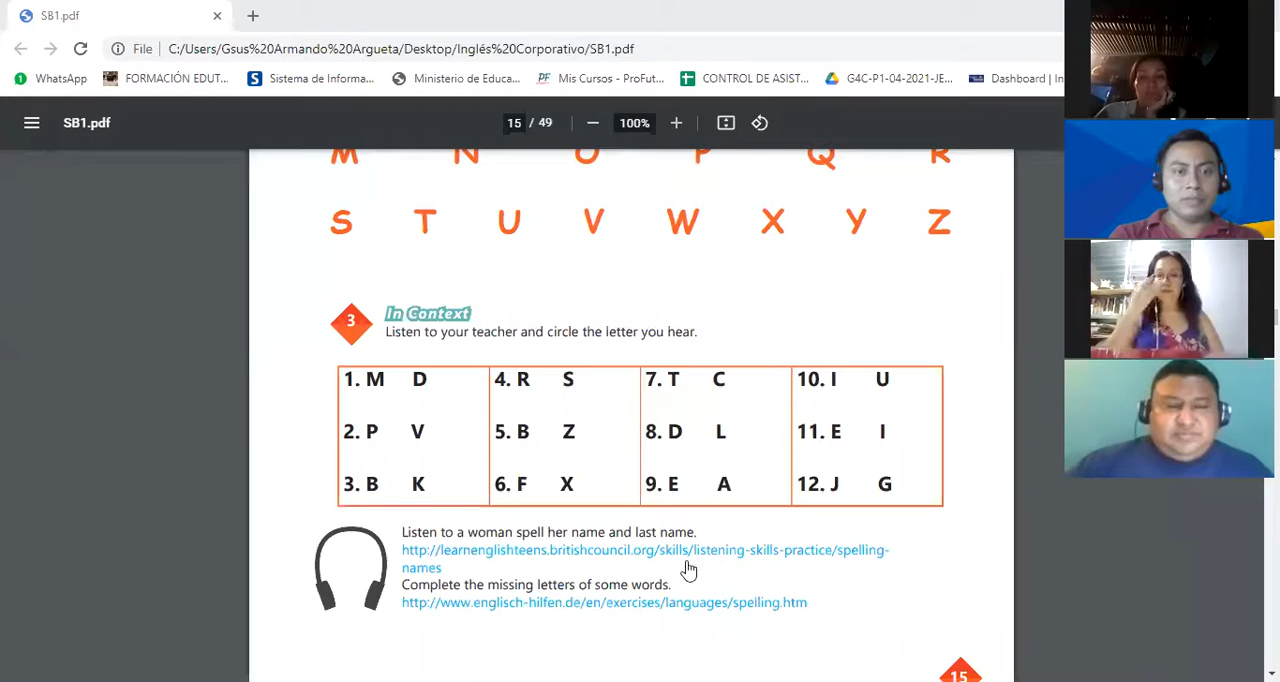 SB1.pdf
File C:/Users/Gsus%20Armando%20Argueta/Desktop/Inglés%20Corporativo/SB1.pdf
WhatsApp FORMACIÓN EDUT... Sistema de Informa... Ministerio de Educa... PF Mis Cursos - ProFut... CONTROL DE ASIST... G4C-P1-04-2021-JE... Dashboard | In
SB1.pdf 15 / 49 100%
M N O P Q R
S T U V W X Y Z
3 In Context
Listen to your teacher and circle the letter you hear.
1. M D 4. R S 7. T C 10. I U
2. P V 5. B Z 8. D L 11. E I
3. B K 6. F X 9. E A 12. J G
Listen to a woman spell her name and last name.
http://learnenglishteens.britishcouncil.org/skills/listening-skills-practice/spelling-
names
Complete the missing letters of some words.
http://www.englisch-hilfen.de/en/exercises/languages/spelling.htm
15